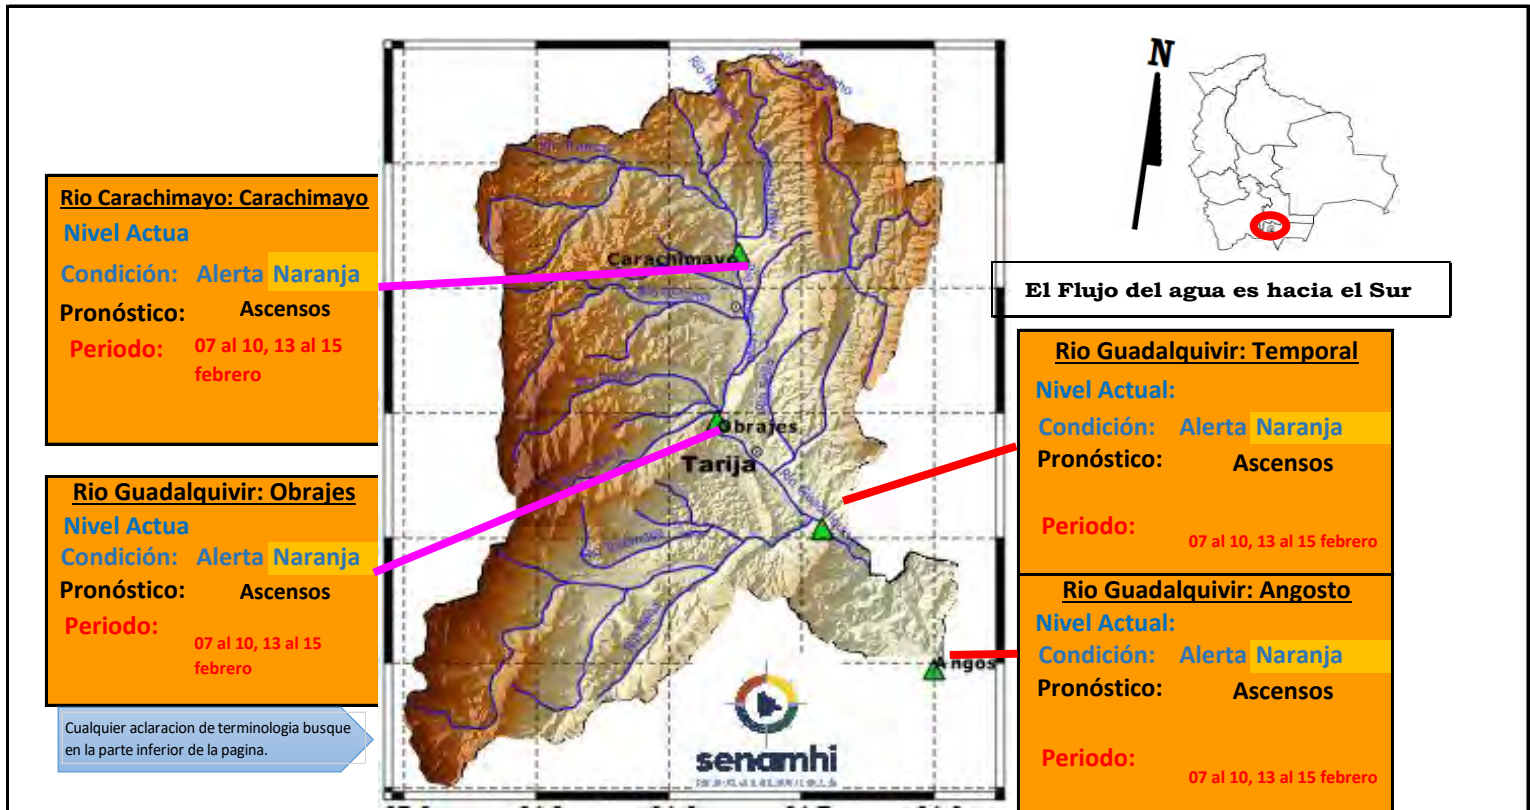 N
Rio Carachimayo: Carachimayo
Nivel Actua
Condición: Alerta Naranja
Pronóstico: Ascensos
Periodo: 07 al 10, 13 al 15
febrero
Rio Guadalquivir: Obrajes
Nivel Actua
Condición: Alerta Naranja
Pronóstico: Ascensos
Periodo:
07 al 10, 13 al 15
febrero
Cualquier aclaracion de terminologia busque
en la parte inferior de la pagina.
Carachimayo
Obrajes
Tarija
Angos
senamhi
El Flujo del agua es hacia el Sur
Rio Guadalquivir: Temporal
Nivel Actual:
Condición: Alerta Naranja
Pronóstico: Ascensos
Periodo:
07 al 10, 13 al 15 febrero
Rio Guadalquivir: Angosto
Nivel Actual:
Condición: Alerta Naranja
Pronóstico: Ascensos
Periodo:
07 al 10, 13 al 15 febrero